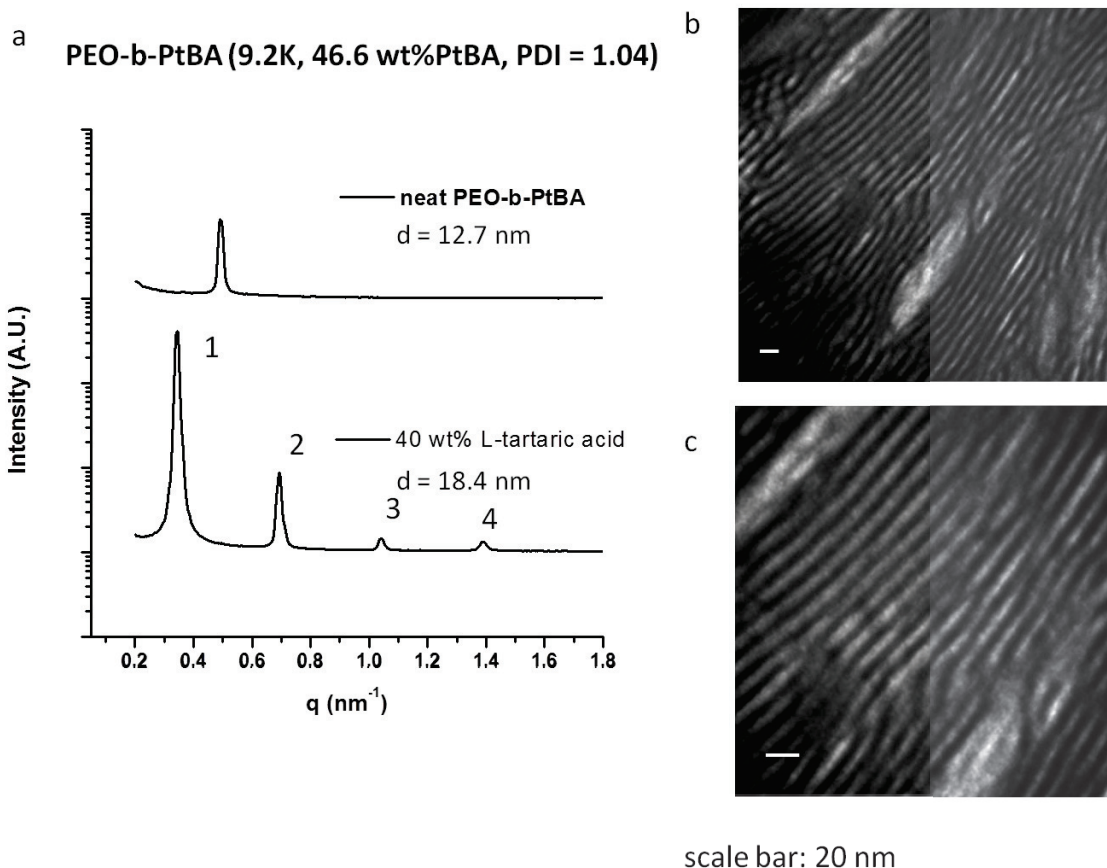 a
PEO-b-PtBA (9.2K, 46.6 wt%PtBA, PDI = 1.04)
b
neat PEO-b-PtBA
d = 12.7 nm
1
2
40 wt% L-tartaric acid
d = 18.4 nm
3
4
Intensity (A.U.)
0.2 0.4 0.6 0.8 1.0 1.2 1.4 1.6 1.8
q (nm⁻¹)
c
scale bar: 20 nm